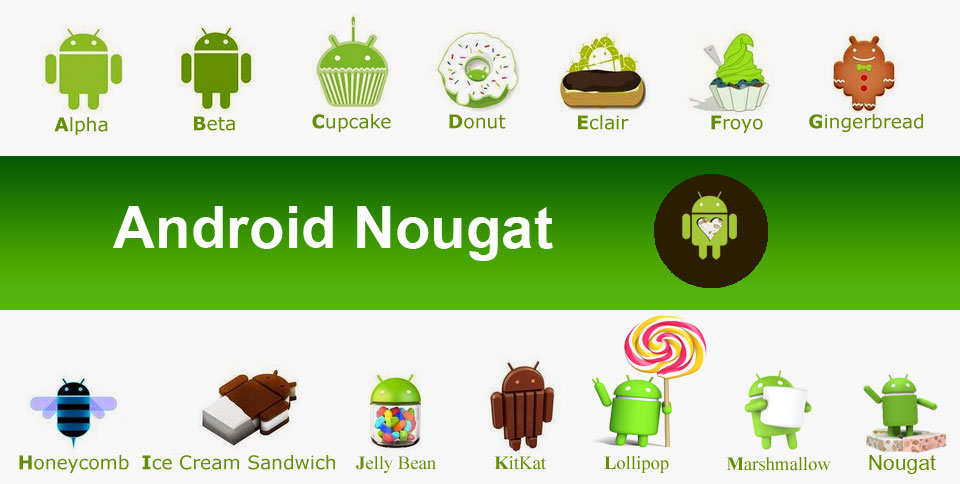 Alpha
Beta
Cupcake
Donut
Eclair
Froyo
Gingerbread
Android Nougat
Honeycomb
Ice Cream Sandwich
Jelly Bean
KitKat
Lollipop
Marshmallow
Nougat